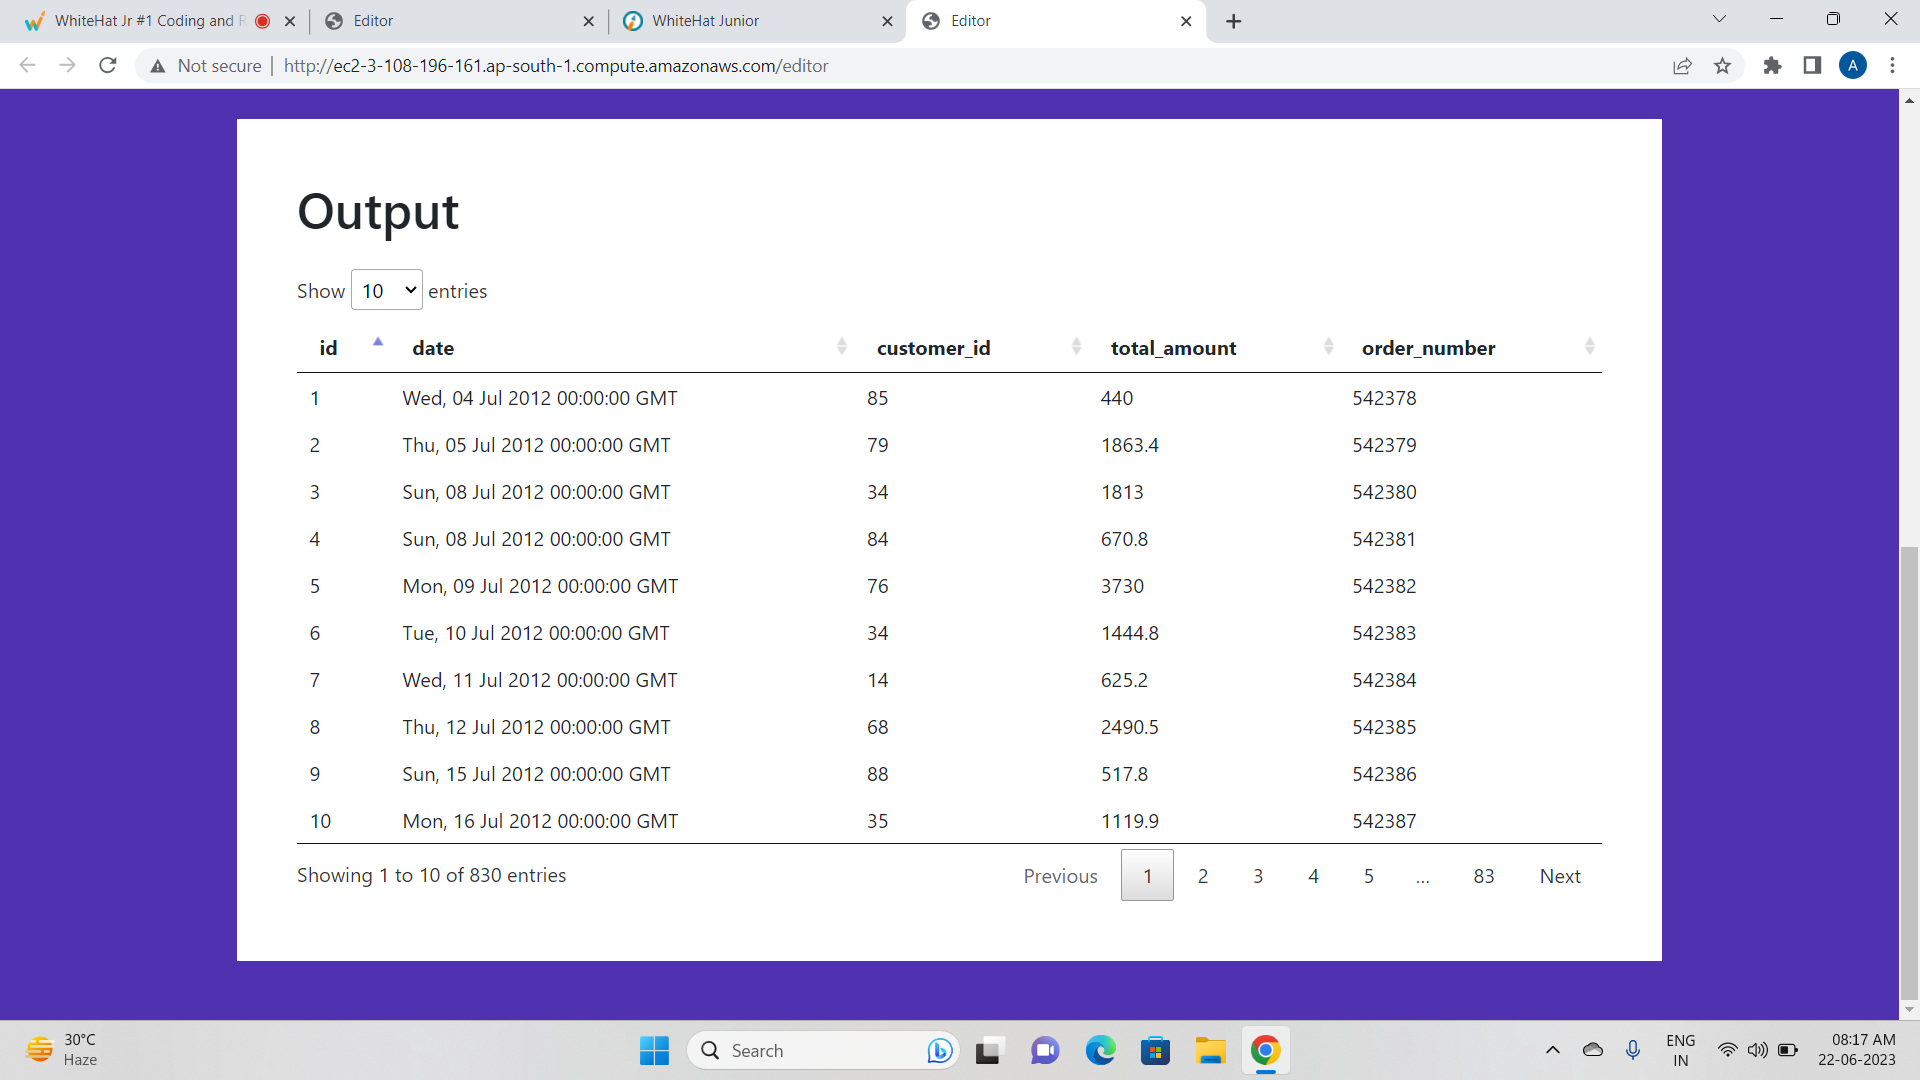 WhiteHat Jr #1 Coding and R
Editor
WhiteHat Junior
Editor
Not secure | http://ec2-3-108-196-161.ap-south-1.compute.amazonaws.com/editor
A
Output
Show 10 entries
id date customer_id total_amount order_number
1 Wed, 04 Jul 2012 00:00:00 GMT 85 440 542378
2 Thu, 05 Jul 2012 00:00:00 GMT 79 1863.4 542379
3 Sun, 08 Jul 2012 00:00:00 GMT 34 1813 542380
4 Sun, 08 Jul 2012 00:00:00 GMT 84 670.8 542381
5 Mon, 09 Jul 2012 00:00:00 GMT 76 3730 542382
6 Tue, 10 Jul 2012 00:00:00 GMT 34 1444.8 542383
7 Wed, 11 Jul 2012 00:00:00 GMT 14 625.2 542384
8 Thu, 12 Jul 2012 00:00:00 GMT 68 2490.5 542385
9 Sun, 15 Jul 2012 00:00:00 GMT 88 517.8 542386
10 Mon, 16 Jul 2012 00:00:00 GMT 35 1119.9 542387
Showing 1 to 10 of 830 entries
Previous 1 2 3 4 5 ... 83 Next
30°C
Haze
Search
ENG
IN
08:17 AM
22-06-2023